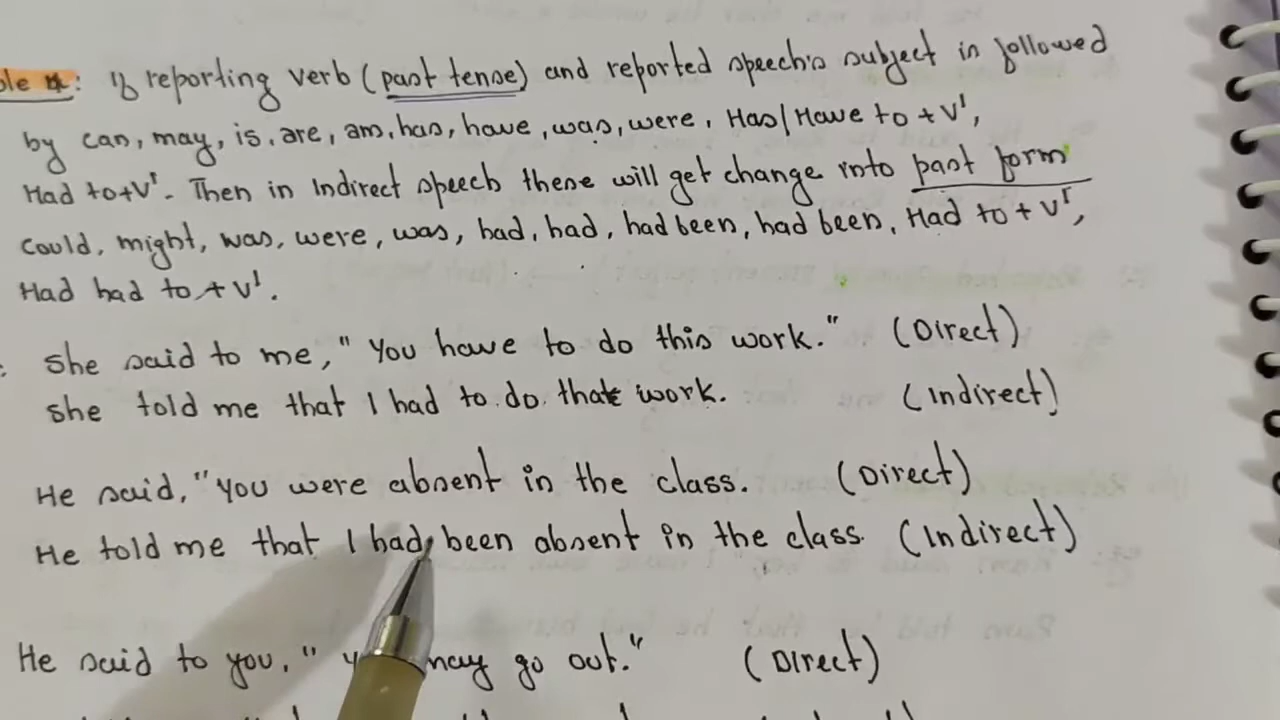 ble 4: If reporting verb (past tense) and reported speech's subject is followed
by can, may, is, are, am, has, have, was, were, Has/Have to + V¹,
Had to+V¹. Then in Indirect speech these will get change into past form
Could, might, was, were, was, had, had, had been, had been, Had to + V¹,
Had had to + V¹.
She said to me, "You have to do this work." (Direct)
She told me that I had to do that work. (Indirect)
He said, "You were absent in the class. (Direct)
He told me that I had been absent in the class. (Indirect)
He said to you, " may go out." (Direct)